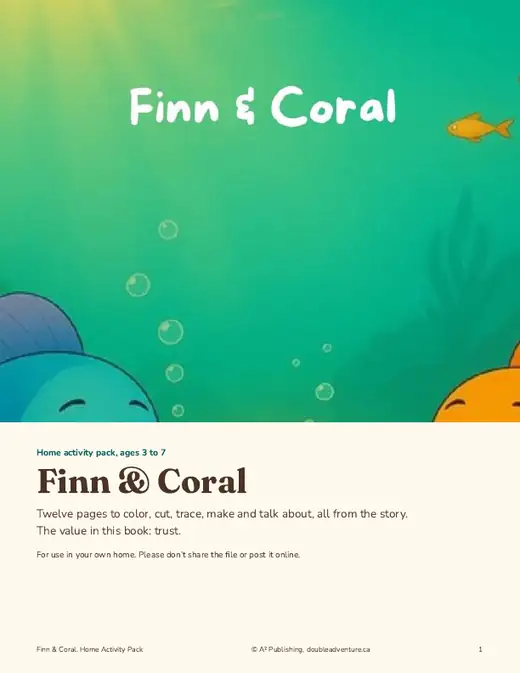 Finn & Coral
Home activity pack, ages 3 to 7
Finn & Coral
Twelve pages to color, cut, trace, make and talk about, all from the story.
The value in this book: trust.
For use in your own home. Please don't share the file or post it online.
Finn & Coral. Home Activity Pack © A² Publishing, doubleadventure.ca 1